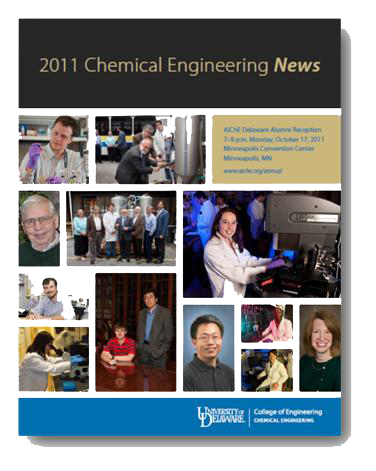 2011 Chemical Engineering News
AIChE Delaware Alumni Reception
7–9 p.m. Monday, October 17, 2011
Minneapolis Convention Center
Minneapolis, MN
www.aiche.org/annual
UNIVERSITY OF
DELAWARE
College of Engineering
CHEMICAL ENGINEERING